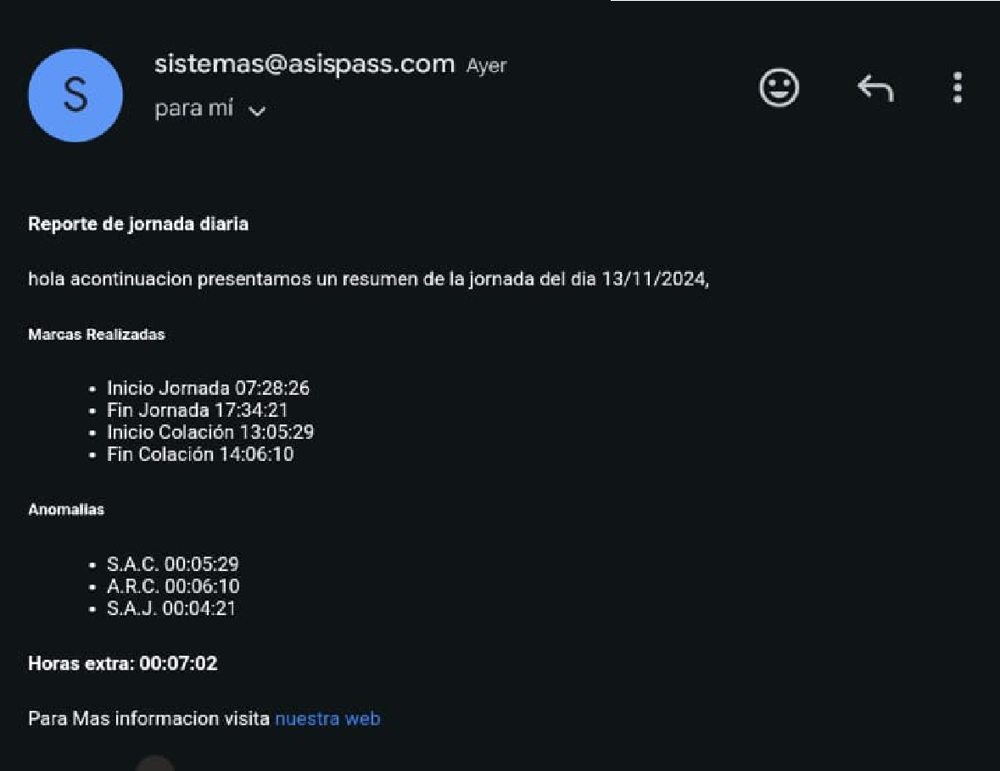 S
sistemas@asispass.com Ayer
para mí
Reporte de jornada diaria
hola acontinuacion presentamos un resumen de la jornada del dia 13/11/2024,
Marcas Realizadas
• Inicio Jornada 07:28:26
• Fin Jornada 17:34:21
• Inicio Colación 13:05:29
• Fin Colación 14:06:10
Anomalias
• S.A.C. 00:05:29
• A.R.C. 00:06:10
• S.A.J. 00:04:21
Horas extra: 00:07:02
Para Mas informacion visita nuestra web